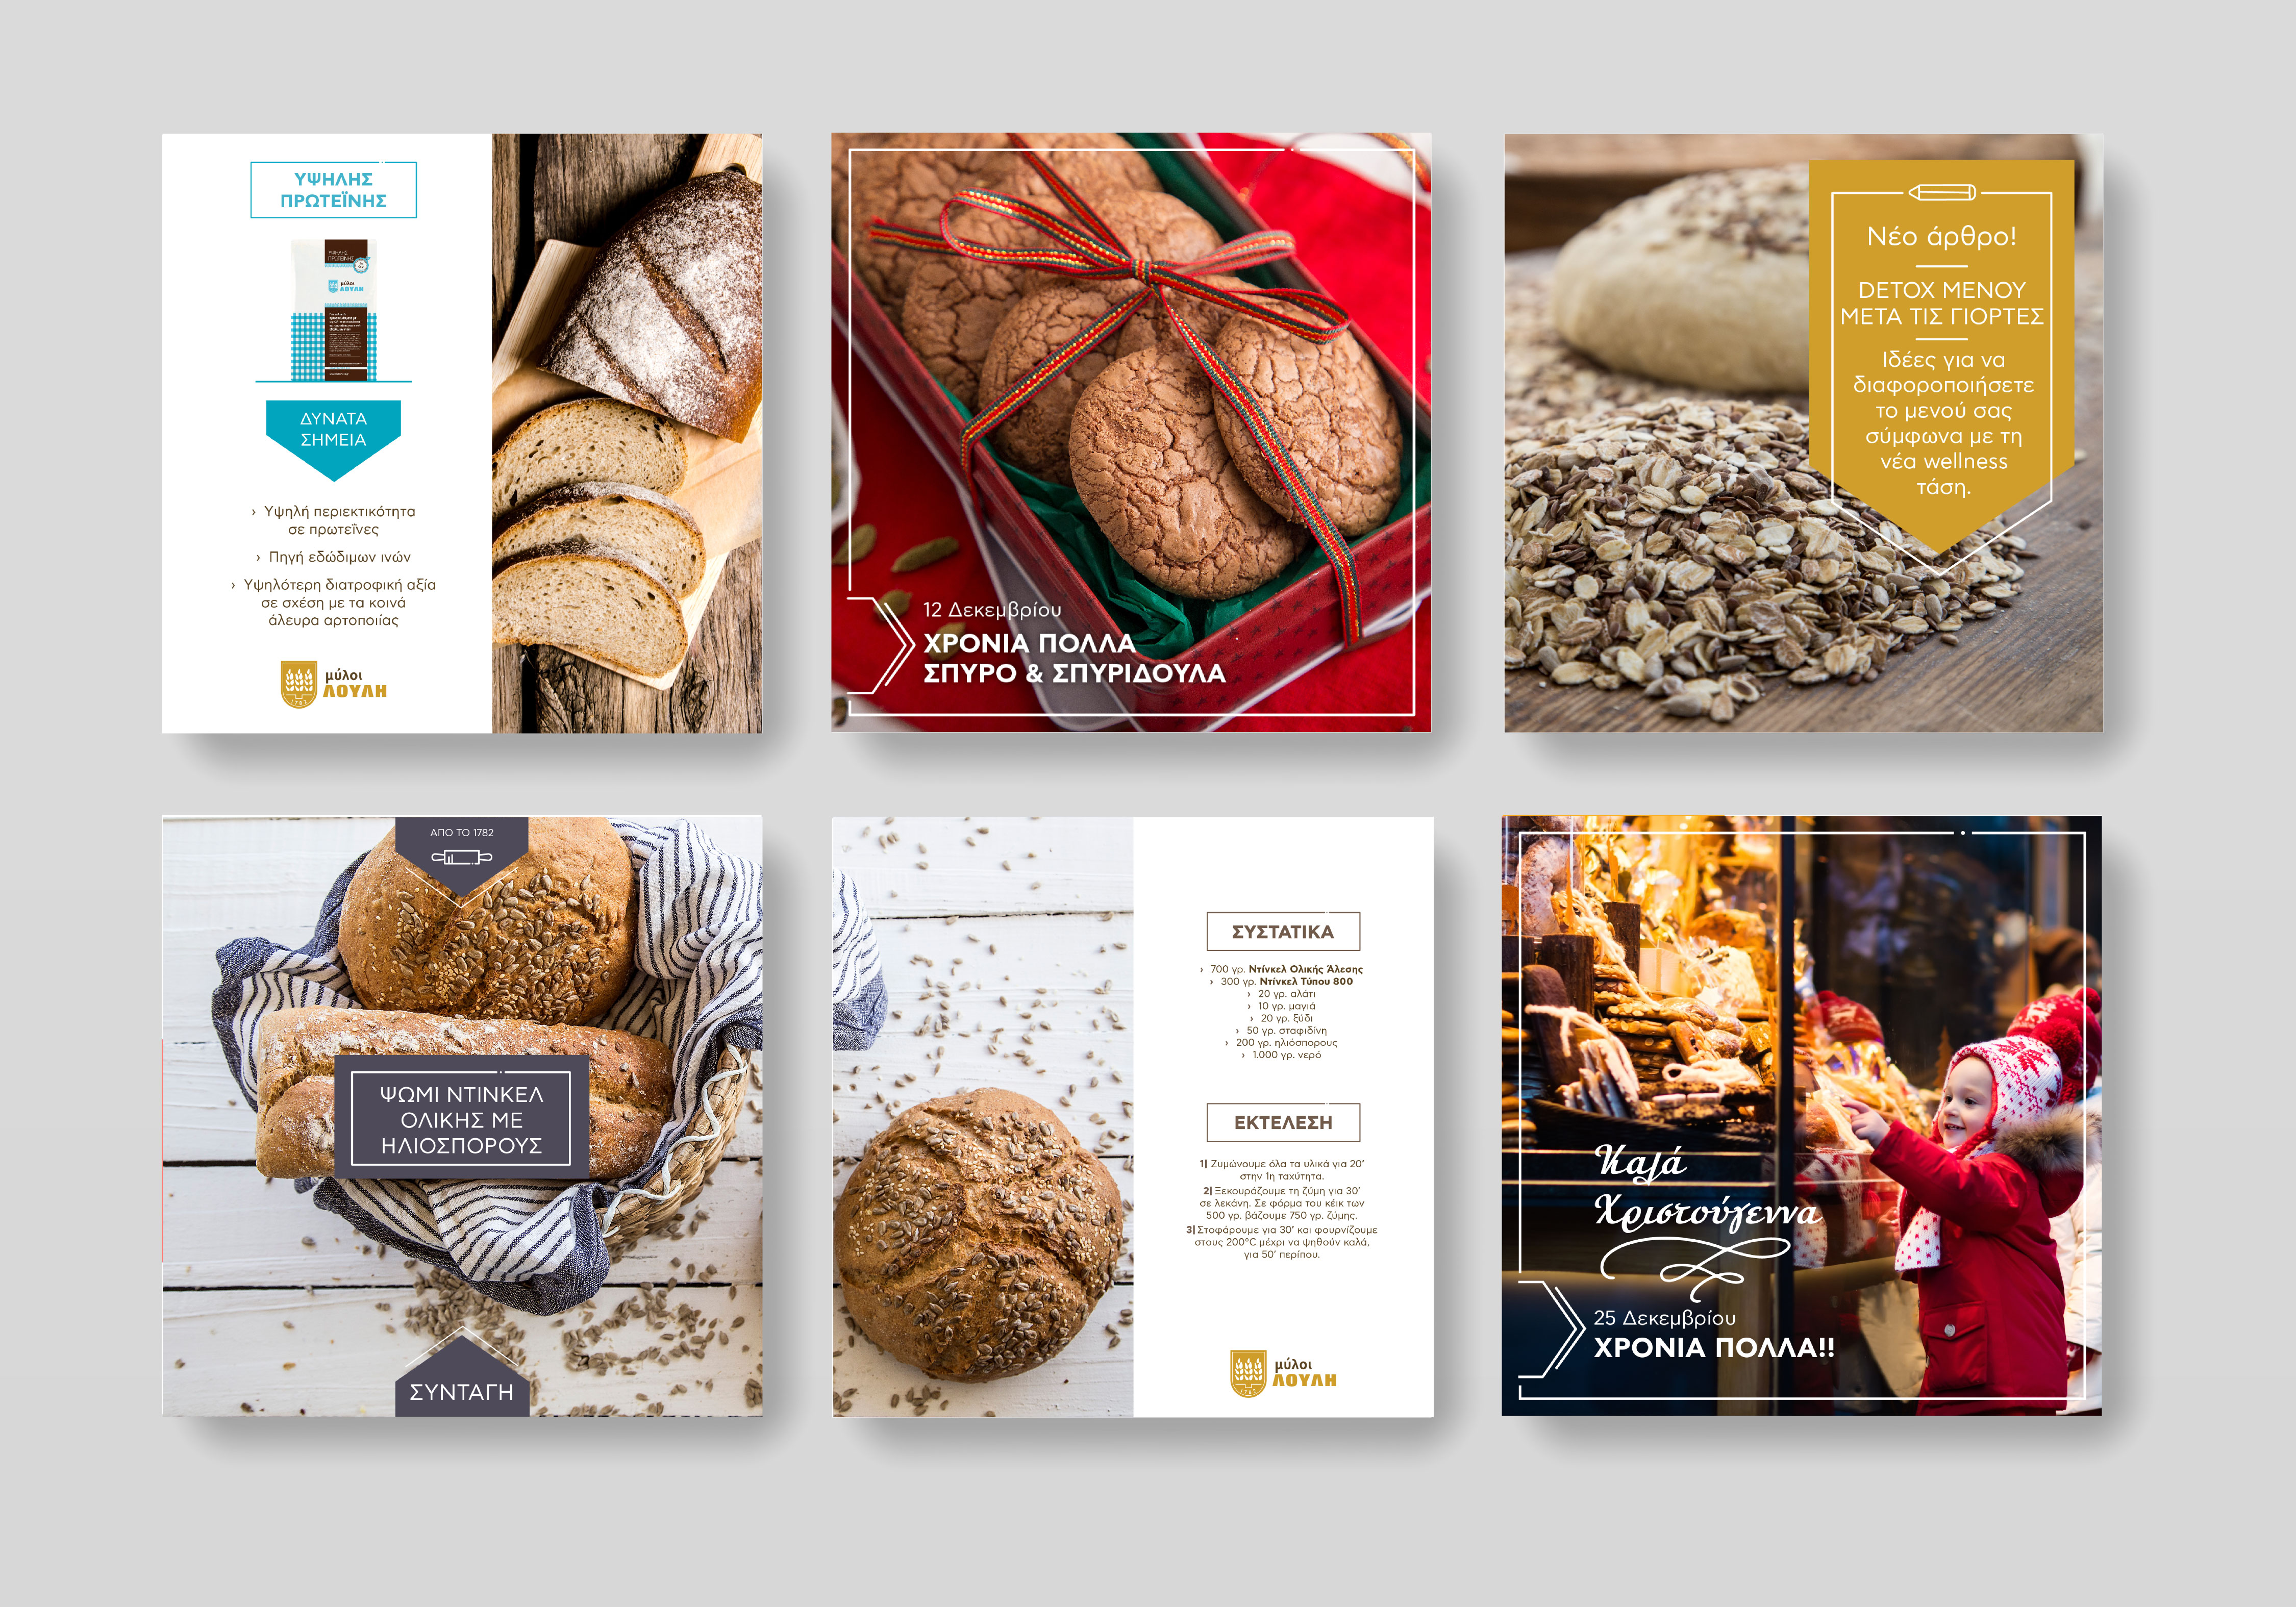 ΥΨΗΛΗΣ
ΠΡΩΤΕΪΝΗΣ
ΥΨΗΛΗΣ
ΠΡΩΤΕΪΝΗΣ
μύλοι
ΛΟΥΛΗ
ΔΥΝΑΤΑ
ΣΗΜΕΙΑ
› Υψηλή περιεκτικότητα
σε πρωτεΐνες
› Πηγή εδώδιμων ινών
› Υψηλότερη διατροφική αξία
σε σχέση με τα κοινά
άλευρα αρτοποιίας
μύλοι
ΛΟΥΛΗ
1782
12 Δεκεμβρίου
ΧΡΟΝΙΑ ΠΟΛΛΑ
ΣΠΥΡΟ & ΣΠΥΡΙΔΟΥΛΑ
Νέο άρθρο!
DETOX ΜΕΝΟΥ
ΜΕΤΑ ΤΙΣ ΓΙΟΡΤΕΣ
Ιδέες για να
διαφοροποιήσετε
το μενού σας
σύμφωνα με τη
νέα wellness
τάση.
ΑΠΟ ΤΟ 1782
ΨΩΜΙ ΝΤΙΝΚΕΛ
ΟΛΙΚΗΣ ΜΕ
ΗΛΙΟΣΠΟΡΟΥΣ
ΣΥΝΤΑΓΗ
ΣΥΣΤΑΤΙΚΑ
› 700 γρ. Ντίνκελ Ολικής Άλεσης
› 300 γρ. Ντίνκελ Τύπου 800
› 20 γρ. αλάτι
› 10 γρ. μαγιά
› 20 γρ. ξύδι
› 50 γρ. σταφιδίνη
› 200 γρ. ηλιόσπορους
› 1.000 γρ. νερό
ΕΚΤΕΛΕΣΗ
1| Ζυμώνουμε όλα τα υλικά για 20'
στην 1η ταχύτητα.
2| Ξεκουράζουμε τη ζύμη για 30'
σε λεκάνη. Σε φόρμα του κέικ των
500 γρ. βάζουμε 750 γρ. ζύμης.
3| Στοφάρουμε για 30' και φουρνίζουμε
στους 200°C μέχρι να ψηθούν καλά,
για 50' περίπου.
μύλοι
ΛΟΥΛΗ
1782
Καλά
Χριστούγεννα
25 Δεκεμβρίου
ΧΡΟΝΙΑ ΠΟΛΛΑ!!